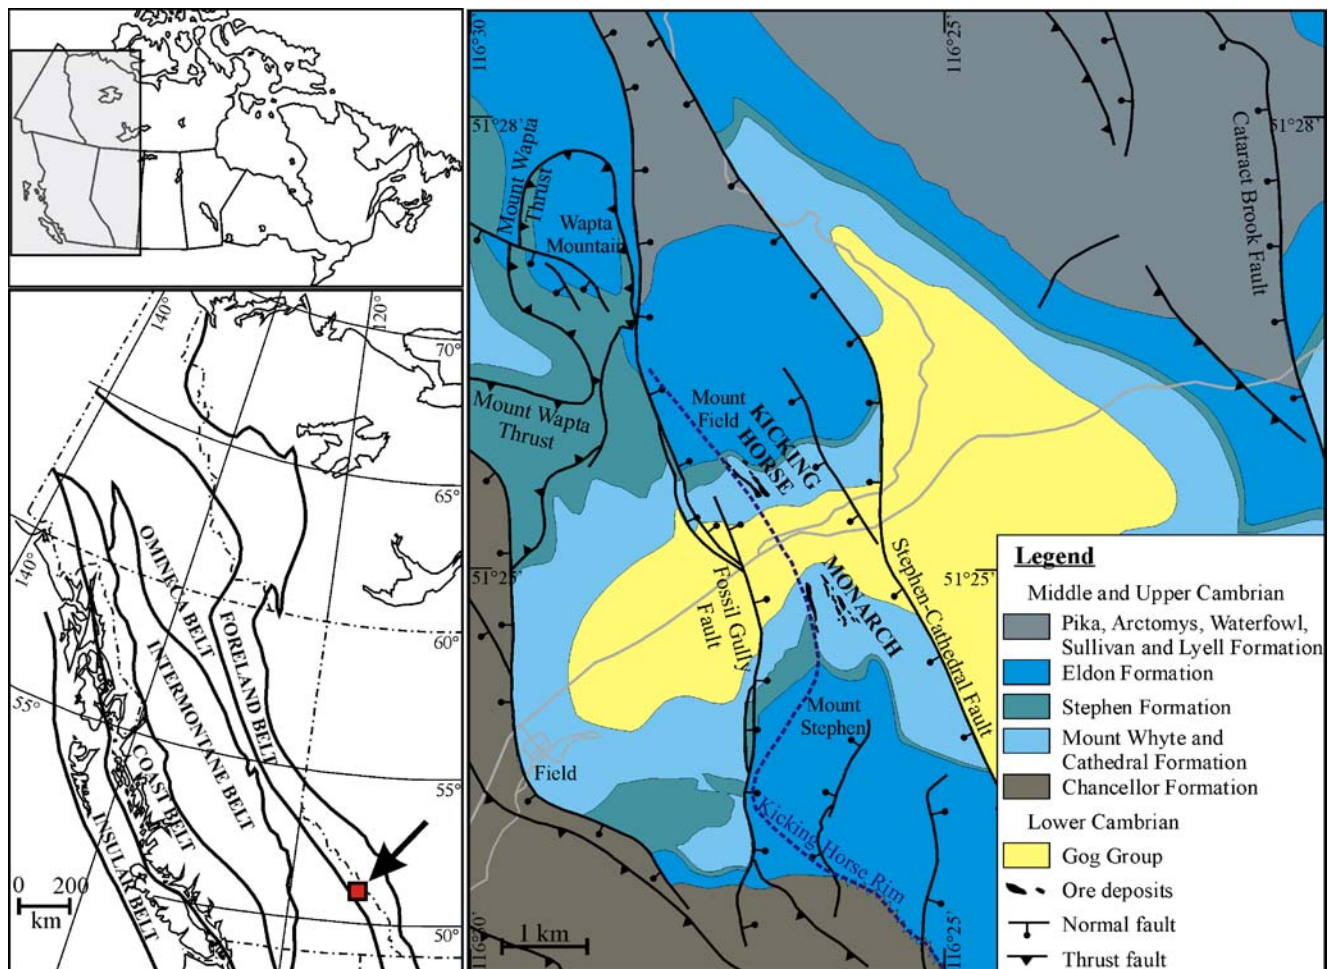 140°
120°
70°
65°
60°
55°
50°
140°
55°
OMINECA BELT
FORELAND BELT
INTERMONTANE BELT
COAST BELT
INSULAR BELT
0 200
km
116°30'
116°25'
51°28'
51°28'
Mount Wapta
Thrust
Wapta
Mountain
Cataract Brook Fault
Mount Wapta
Thrust
Mount
Field
KICKING
HORSE
51°25'
51°25'
Fossil Gully
Fault
MONARCH
Stephen-Cathedral Fault
Mount
Stephen
Field
Kicking Horse Rim
116°30'
1 km
116°25'
Legend
Middle and Upper Cambrian
Pika, Arctomys, Waterfowl,
Sullivan and Lyell Formation
Eldon Formation
Stephen Formation
Mount Whyte and
Cathedral Formation
Chancellor Formation
Lower Cambrian
Gog Group
Ore deposits
Normal fault
Thrust fault